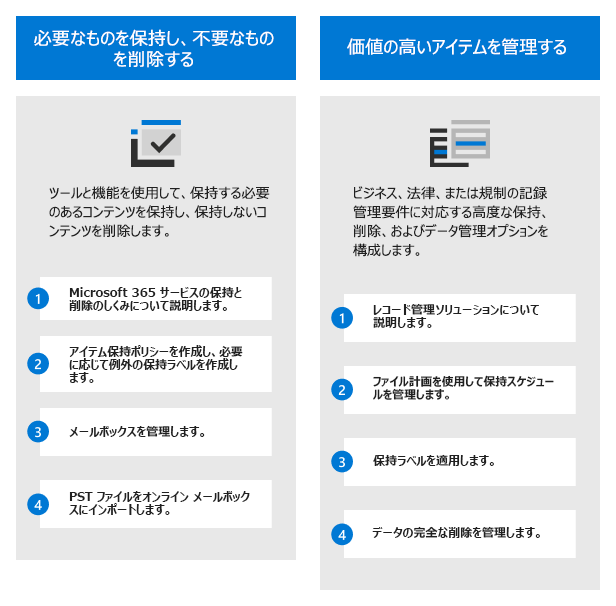 必要なものを保持し、不要なもの
を削除する
ツールと機能を使用して、保持する必要
のあるコンテンツを保持し、保持しないコ
ンテンツを削除します。
1
Microsoft 365 サービスの保持と
削除のしくみについて説明します。
2
アイテム保持ポリシーを作成し、必要
に応じて例外の保持ラベルを作成し
ます。
3
メールボックスを管理します。
4
PST ファイルをオンライン メールボック
スにインポートします。
価値の高いアイテムを管理する
ビジネス、法律、または規制の記録
管理要件に対応する高度な保持、
削除、およびデータ管理オプションを
構成します。
1
レコード管理ソリューションについて
説明します。
2
ファイル計画を使用して保持スケジュー
ルを管理します。
3
保持ラベルを適用します。
4
データの完全な削除を管理します。